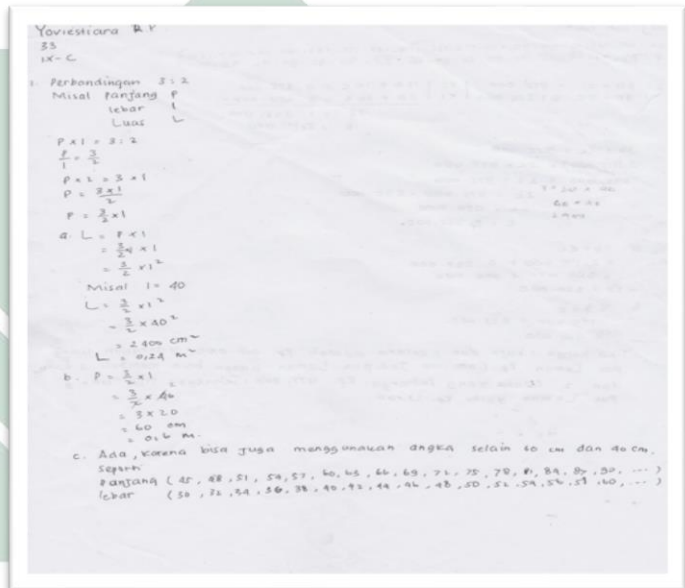 Yoviestiara R P
33
IX-C
1. Perbandingan 3:2
Misal Panjang P
lebar l
Luas L
P x l = 3:2
P/l = 3/2
P x 2 = 3 x l
P = 3xl/2
P = 3/2 x l
a. L = P x l
= 3/2 l x l
= 3/2 x l²
Misal l = 40
L = 3/2 x l²
= 3/2 x 40²
= 2400 cm²
L = 0,24 m²
b. P = 3/2 x l
= 3/2 x 40
= 3 x 20
= 60 cm
= 0,6 m.
c. Ada, karena bisa juga menggunakan angka selain 60 cm dan 40 cm.
seperti
Panjang (45, 48, 51, 54, 57, 60, 63, 66, 69, 72, 75, 78, 81, 84, 87, 90, ...)
lebar (30, 32, 34, 36, 38, 40, 42, 44, 46, 48, 50, 52, 54, 56, 58, 60, ...)